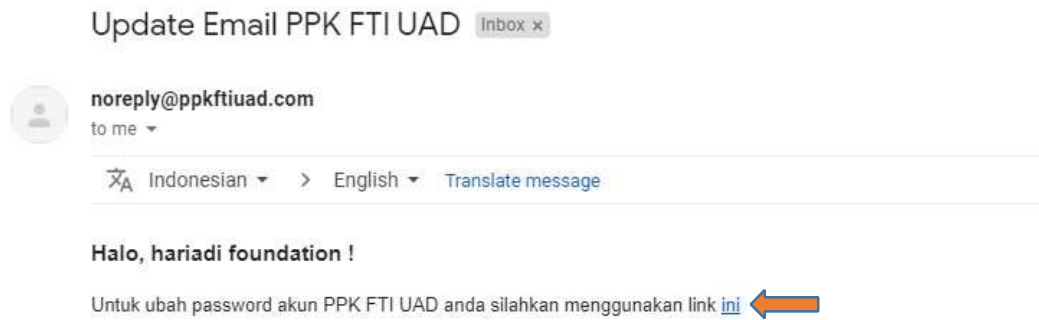 Update Email PPK FTI UAD Inbox x
noreply@ppkftiuad.com
to me
Indonesian > English Translate message
Halo, hariadi foundation !
Untuk ubah password akun PPK FTI UAD anda silahkan menggunakan link ini